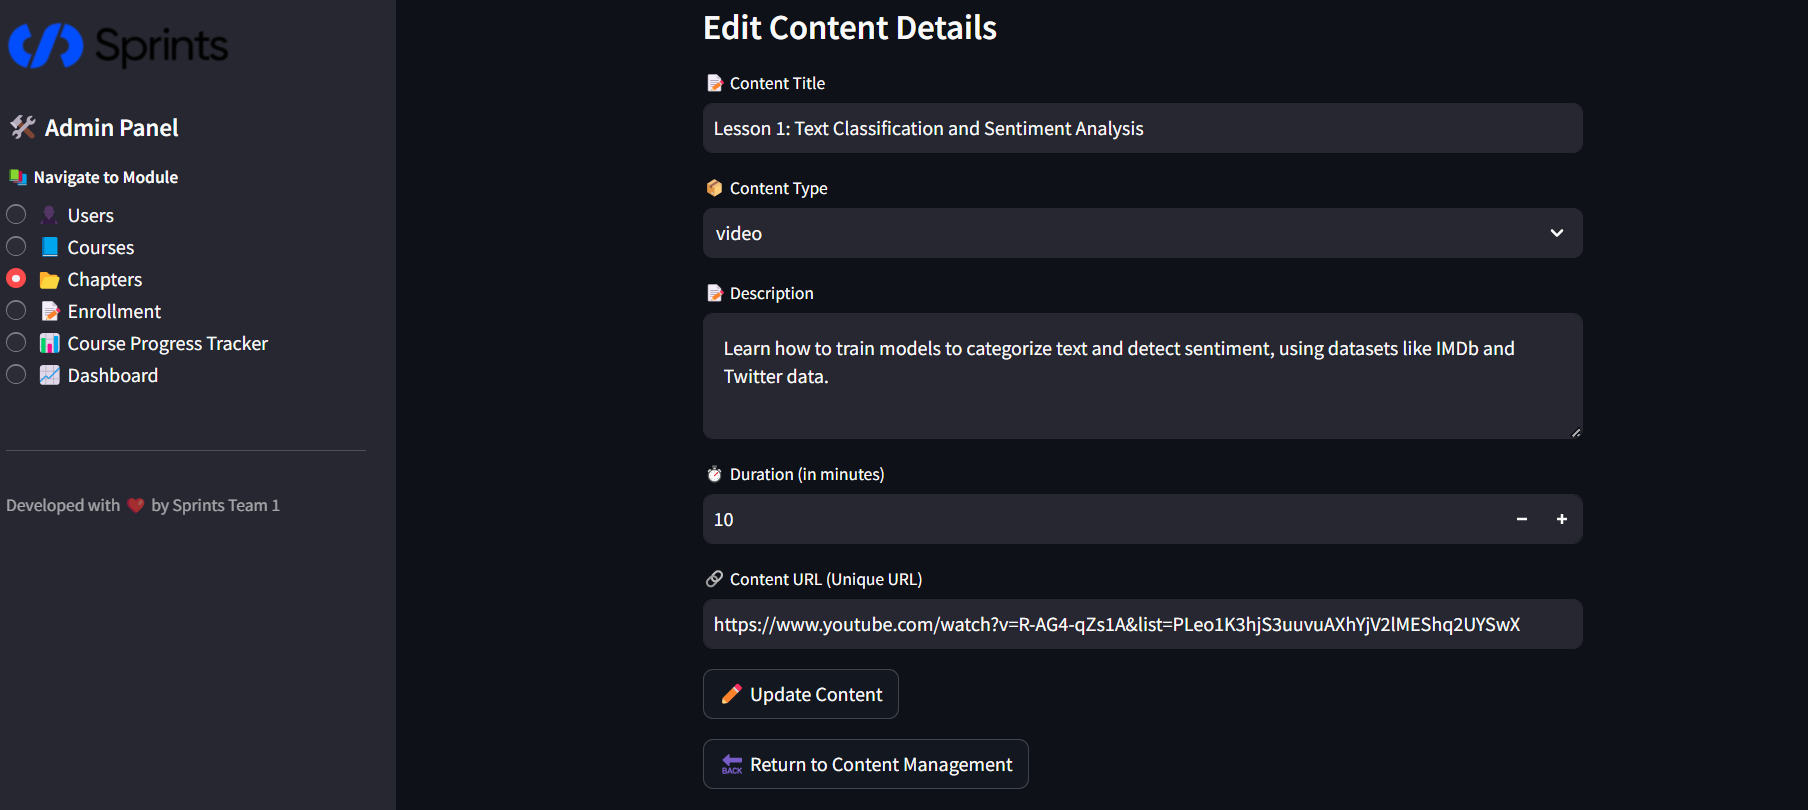 Sprints
Admin Panel
Navigate to Module
Users
Courses
Chapters
Enrollment
Course Progress Tracker
Dashboard
Developed with ❤️ by Sprints Team 1
Edit Content Details
Content Title
Lesson 1: Text Classification and Sentiment Analysis
Content Type
video
Description
Learn how to train models to categorize text and detect sentiment, using datasets like IMDb and
Twitter data.
Duration (in minutes)
10
Content URL (Unique URL)
https://www.youtube.com/watch?v=R-AG4-qZs1A&list=PLeo1K3hjS3uuvuAXhYjV2lMEShq2UYSwX
Update Content
BACK Return to Content Management